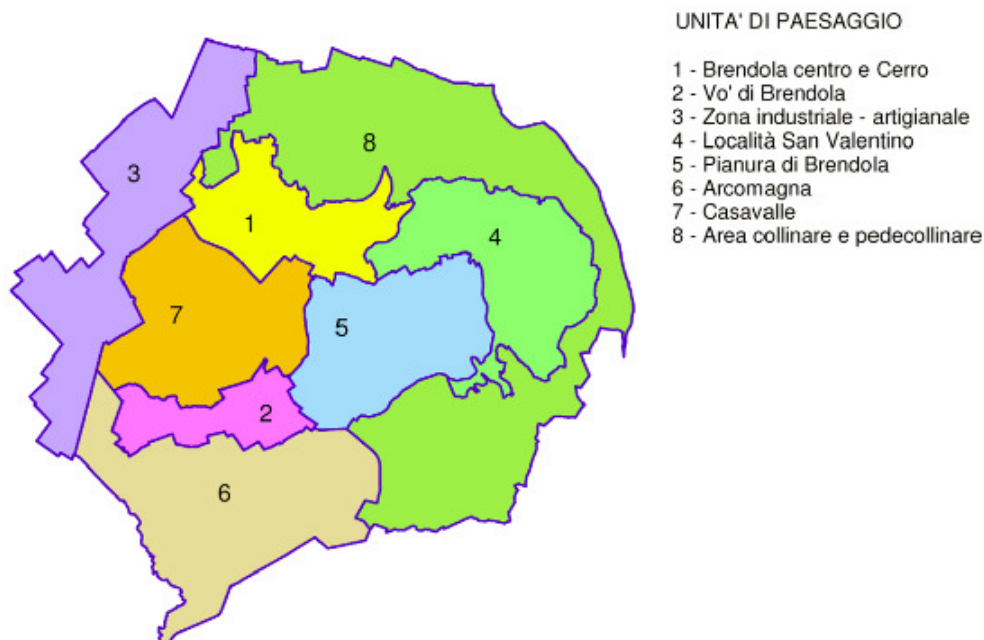 UNITA' DI PAESAGGIO
1 - Brendola centro e Cerro
2 - Vo' di Brendola
3 - Zona industriale - artigianale
4 - Località San Valentino
5 - Pianura di Brendola
6 - Arcomagna
7 - Casavalle
8 - Area collinare e pedecollinare
8
3
1
4
7
5
2
6